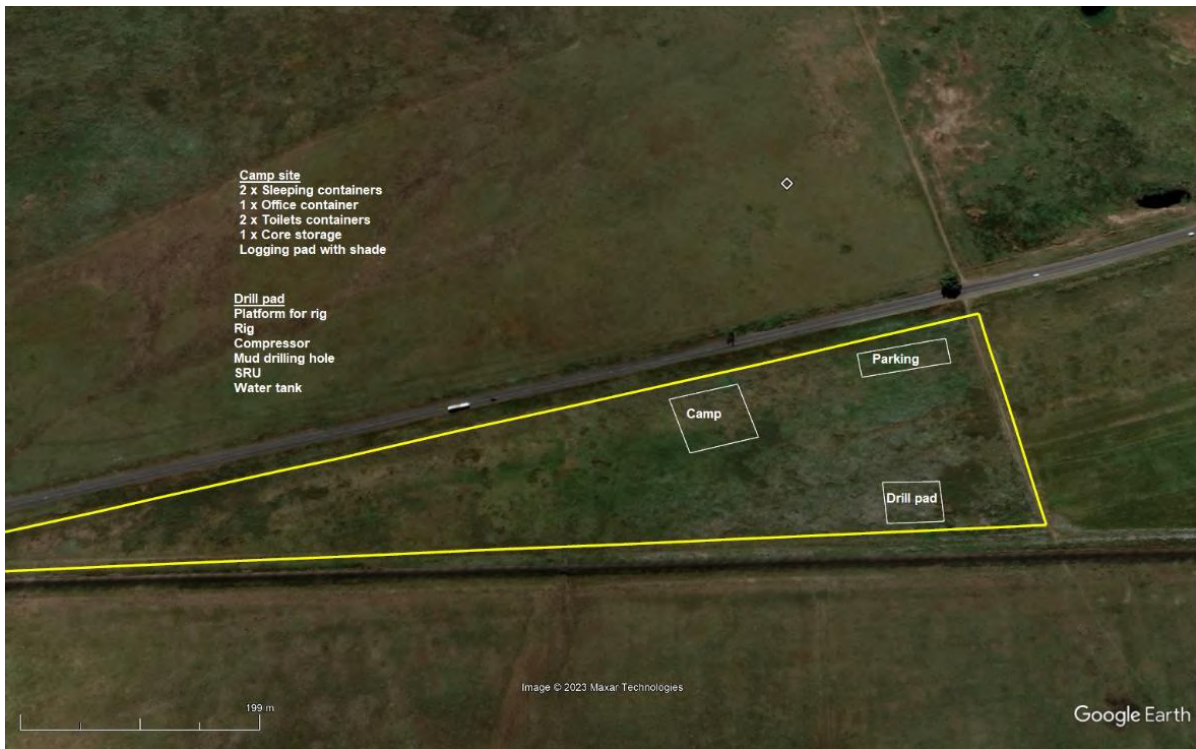 Camp site
2 x Sleeping containers
1 x Office container
2 x Toilets containers
1 x Core storage
Logging pad with shade
Drill pad
Platform for rig
Rig
Compressor
Mud drilling hole
SRU
Water tank
Parking
Camp
Drill pad
Image © 2023 Maxar Technologies
199 m
Google Earth